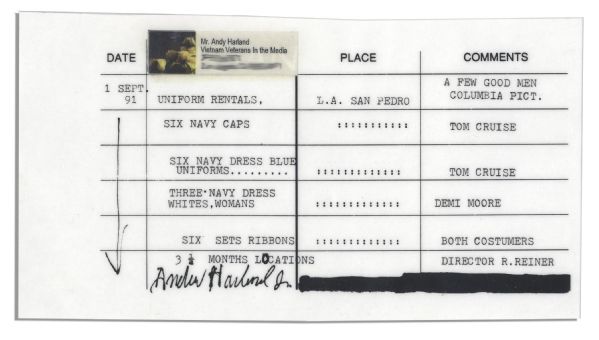 Mr. Andy Harland
Vietnam Veterans In the Media
DATE PLACE COMMENTS
1 SEPT. 91 UNIFORM RENTALS, L.A. SAN PEDRO A FEW GOOD MEN COLUMBIA PICT.
SIX NAVY CAPS ::::::::::: TOM CRUISE
SIX NAVY DRESS BLUE
UNIFORMS......... ::::::::::::: TOM CRUISE
THREE NAVY DRESS
WHITES,WOMANS ::::::::::::: DEMI MOORE
SIX SETS RIBBONS ::::::::::::: BOTH COSTUMERS
3 MONTHS LOCATIONS DIRECTOR R.REINER
Harland Jr.